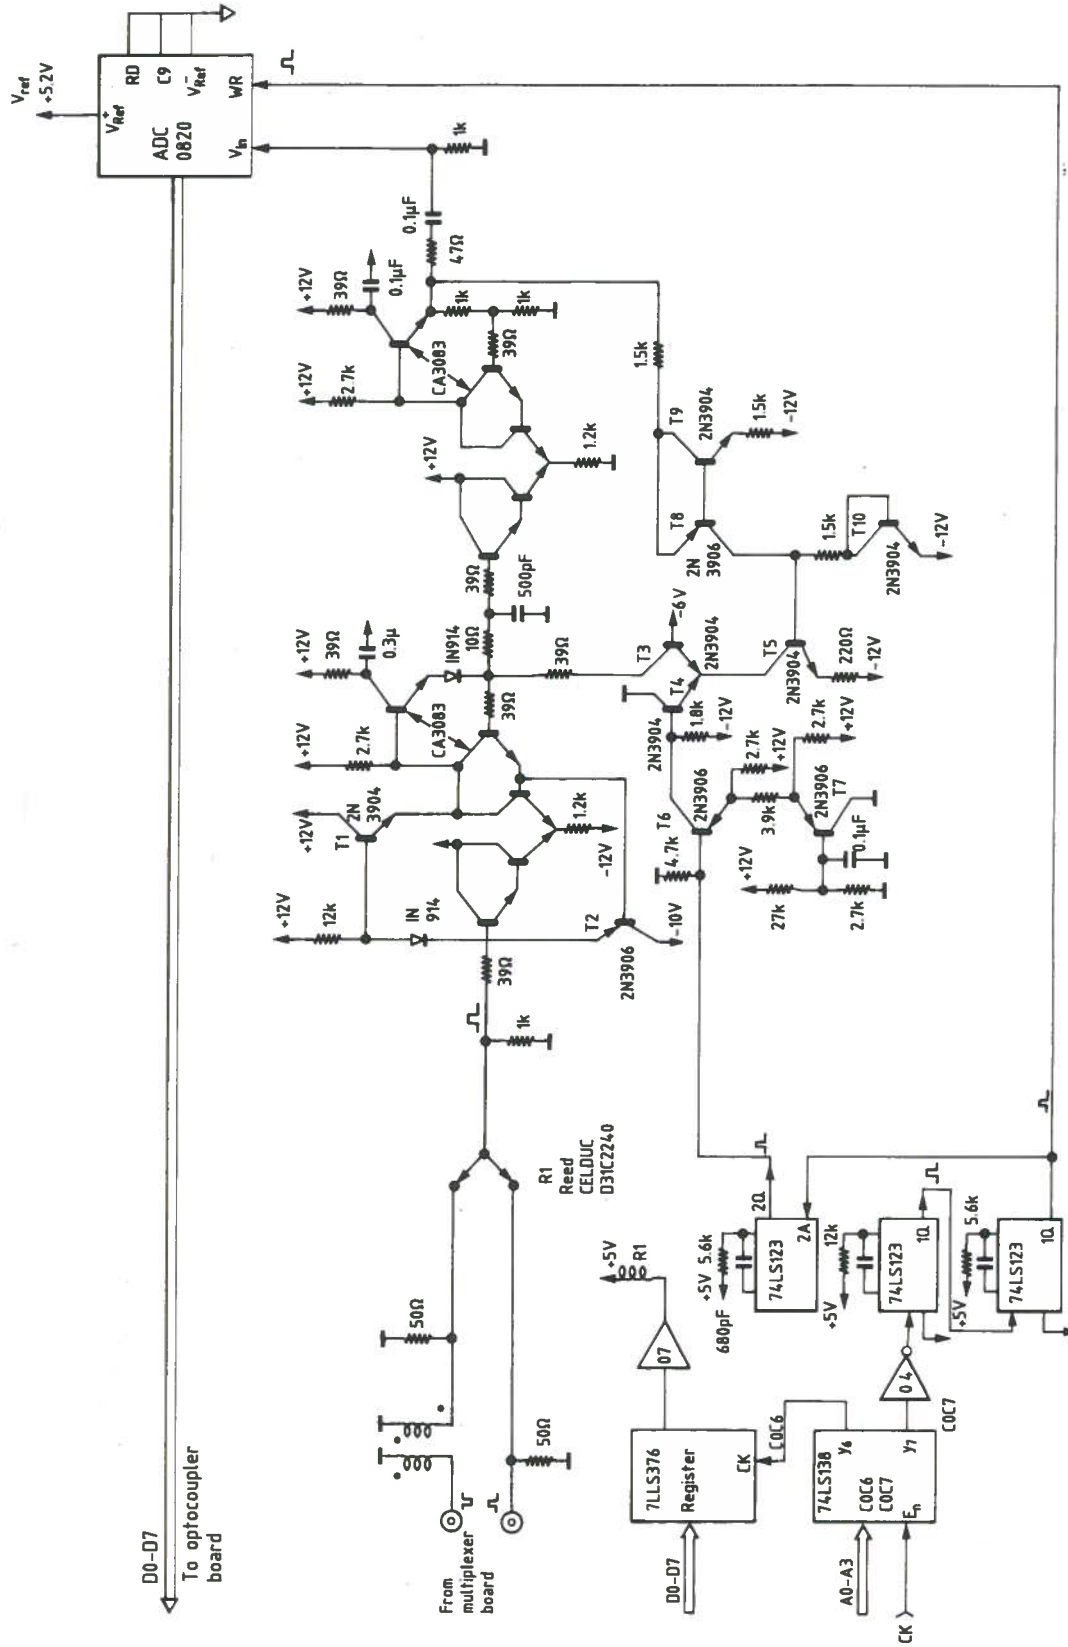 V_ref
+5.2V
V⁺_Ref
RD
C9
V⁻_Ref
WR
ADC
0820
V_in
D0-D7
To optocoupler
board
1k
0.1µF
47Ω
+12V
39Ω
0.1µF
1k
1k
39Ω
CA3083
+12V
2.7k
+12V
1.2k
39Ω
500pF
10Ω
+12V
39Ω
0.3µ
IN914
39Ω
39Ω
CA3083
+12V
2.7k
+12V
T1
2N
3904
1.2k
-12V
+12V
12k
IN
914
T2
2N3906
-10V
39Ω
1k
1.5k
T9
2N3904
1.5k
-12V
T8
2N
3906
1.5k
T10
2N3904
-12V
T3
-6V
2N3904
T4
2N3904
1.8k
-12V
T5
2N3904
220Ω
-12V
T6
2N3906
2.7k
+12V
3.9k
2.7k
+12V
2N3906
T7
4.7k
+12V
0.1µF
27k
2.7k
R1
Reed
CELDUC
D31C2240
50Ω
50Ω
From
multiplexer
board
+5V
R1
07
7LLS376
Register
CK
D0-D7
C0C6
74LS138
C0C6
C0C7
E_n
y6
y7
A0-A3
CK
04
C0C7
2Q
+5V 5.6k
680pF
74LS123
2A
12k
+5V
74LS123
1Q
5.6k
+5V
74LS123
1Q